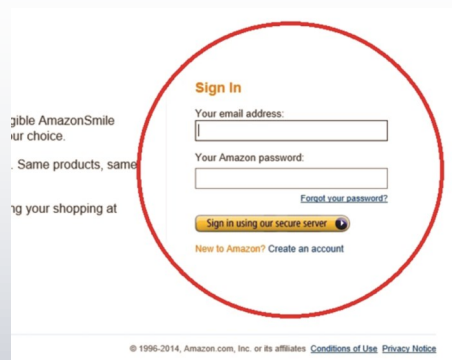 Sign In
Your email address:
gible AmazonSmile
our choice.
Your Amazon password:
. Same products, same
Forgot your password?
ng your shopping at
Sign in using our secure server
New to Amazon? Create an account
© 1996-2014, Amazon.com, Inc. or its affiliates Conditions of Use Privacy Notice